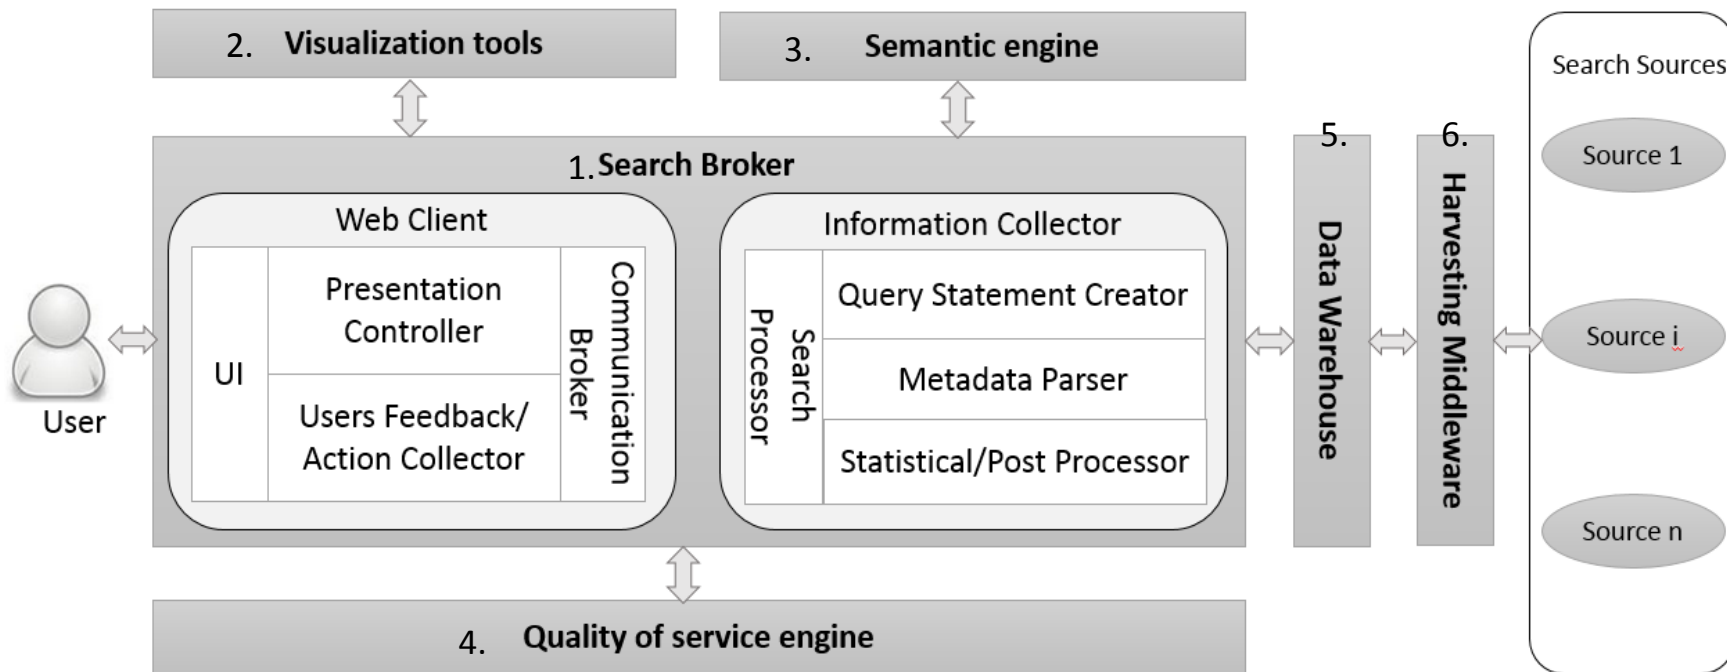 2. Visualization tools
3. Semantic engine
1. Search Broker
Web Client
UI
Presentation
Controller
Users Feedback/
Action Collector
Communication
Broker
Information Collector
Search
Processor
Query Statement Creator
Metadata Parser
Statistical/Post Processor
User
4. Quality of service engine
5.
Data Warehouse
6.
Harvesting Middleware
Search Sources
Source 1
Source i
Source n